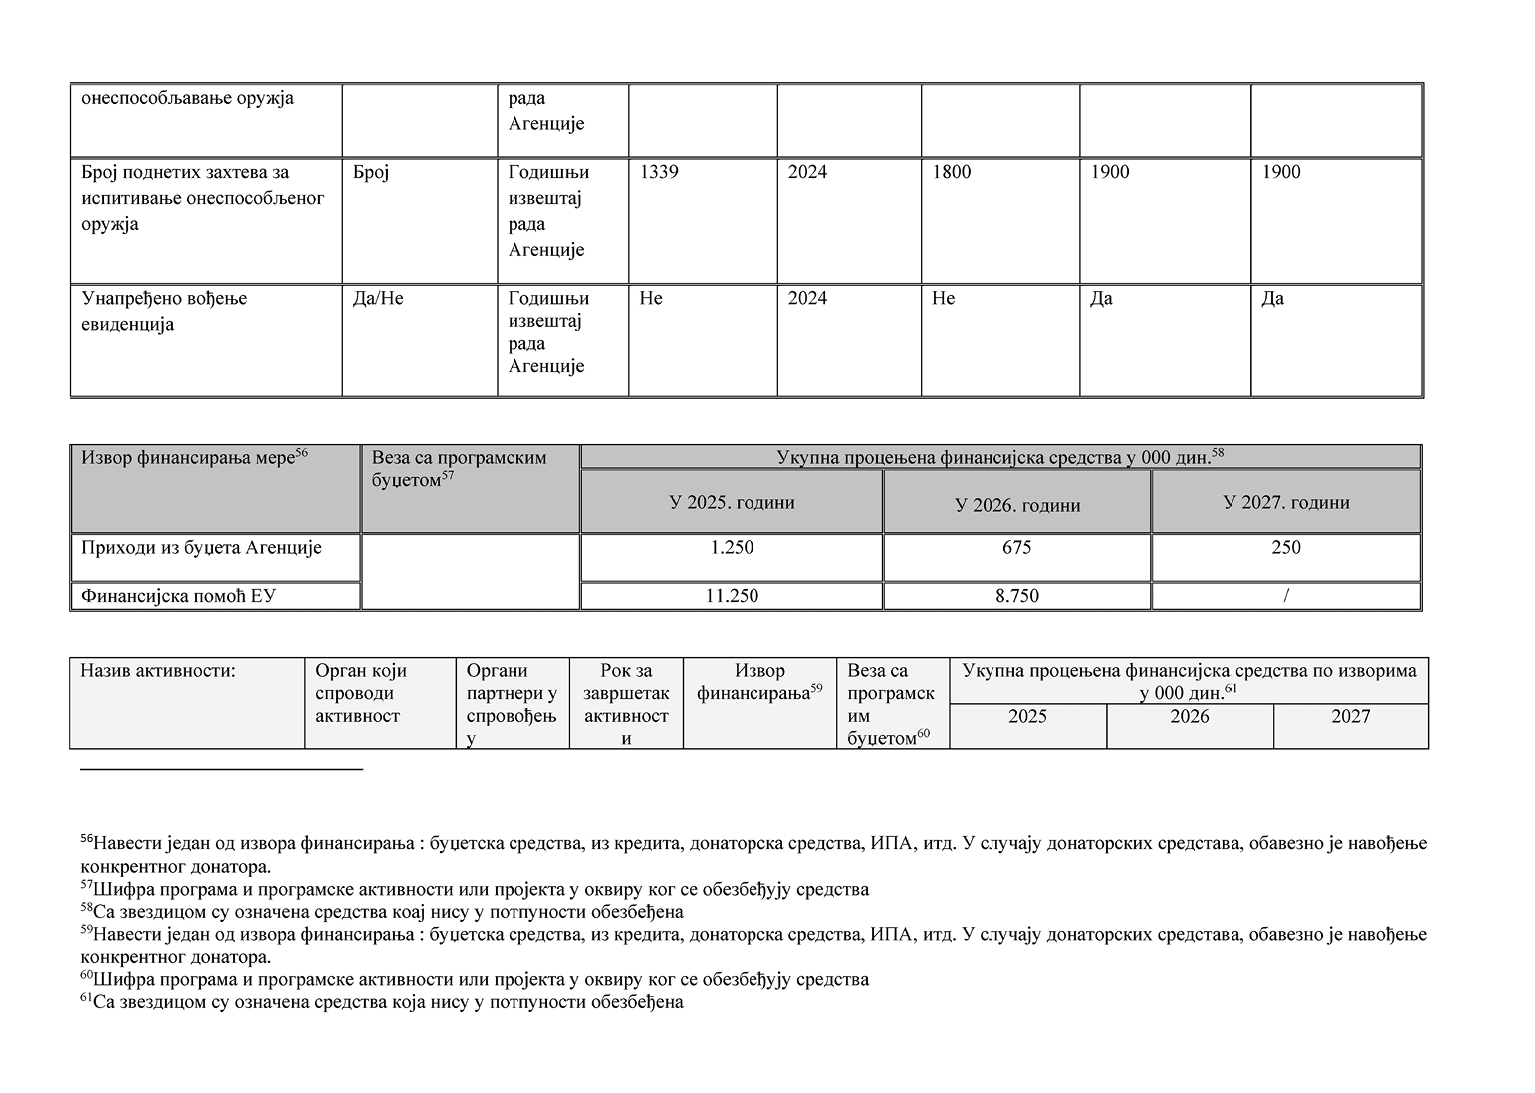 онеспособљавање оружја
рада
Агенције
Број поднетих захтева за
испитивање онеспособљеног
оружја
Број
Годишњи
извештај
рада
Агенције
1339
2024
1800
1900
1900
Унапређено вођење
евиденција
Да/Не
Годишњи
извештај
рада
Агенције
Не
2024
Не
Да
Да
Извор финансирања мере56
Веза са програмским
буџетом57
Укупна процењена финансијска средства у 000 дин.58
У 2025. години
У 2026. години
У 2027. години
Приходи из буџета Агенције
1.250
675
250
Финансијска помоћ ЕУ
11.250
8.750
/
Назив активности:
Орган који
спроводи
активност
Органи
партнери у
спровођењ
у
Рок за
завршетак
активност
и
Извор
финансирања59
Веза са
програмск
им
буџетом60
Укупна процењена финансијска средства по изворима
у 000 дин.61
2025
2026
2027
56Навести један од извора финансирања : буџетска средства, из кредита, донаторска средства, ИПА, итд. У случају донаторских средстава, обавезно је навођење
конкретног донатора.
57Шифра програма и програмске активности или пројекта у оквиру ког се обезбеђују средства
58Са звездицом су означена средства коај нису у потпуности обезбеђена
59Навести један од извора финансирања : буџетска средства, из кредита, донаторска средства, ИПА, итд. У случају донаторских средстава, обавезно је навођење
конкретног донатора.
60Шифра програма и програмске активности или пројекта у оквиру ког се обезбеђују средства
61Са звездицом су означена средства која нису у потпуности обезбеђена